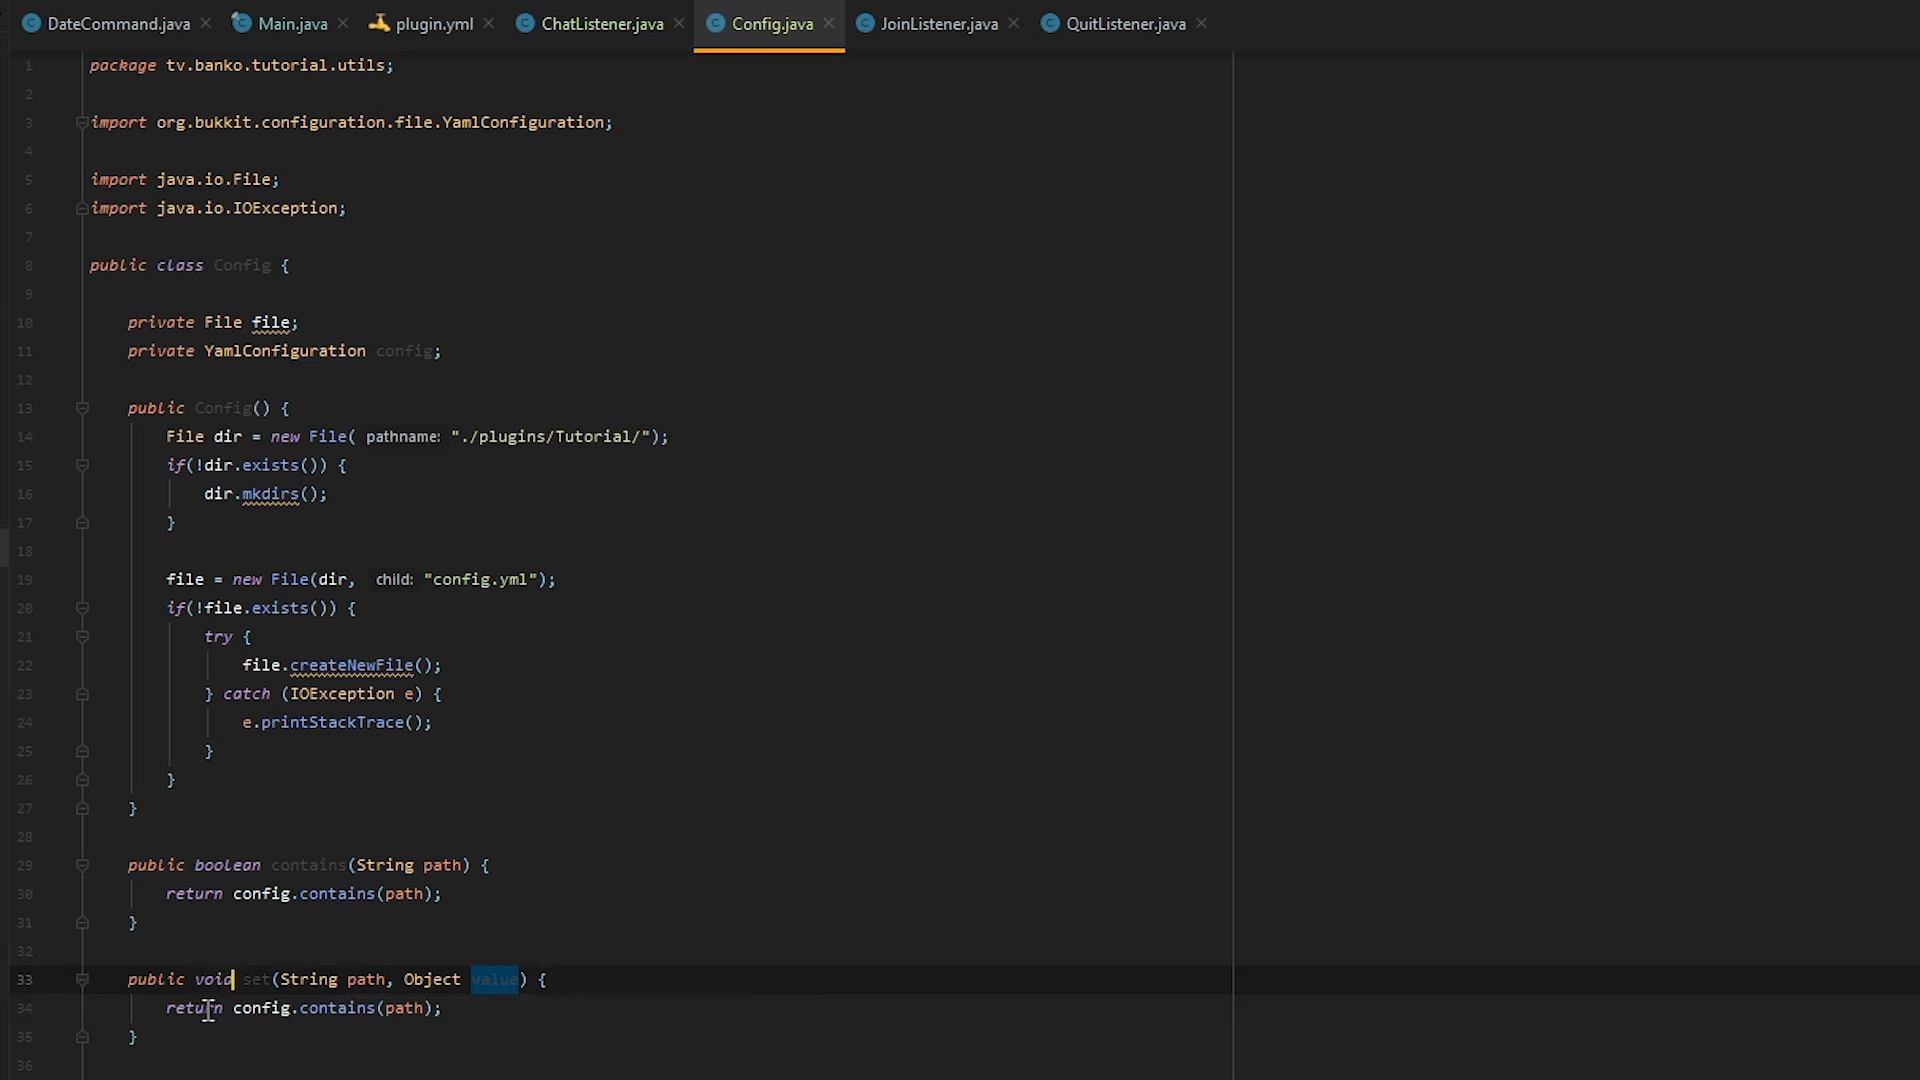 DateCommand.java Main.java plugin.yml ChatListener.java Config.java JoinListener.java QuitListener.java
1 package tv.banko.tutorial.utils;
2
3 import org.bukkit.configuration.file.YamlConfiguration;
4
5 import java.io.File;
6 import java.io.IOException;
7
8 public class Config {
9
10 private File file;
11 private YamlConfiguration config;
12
13 public Config() {
14 File dir = new File( pathname: "./plugins/Tutorial/");
15 if(!dir.exists()) {
16 dir.mkdirs();
17 }
18
19 file = new File(dir, child: "config.yml");
20 if(!file.exists()) {
21 try {
22 file.createNewFile();
23 } catch (IOException e) {
24 e.printStackTrace();
25 }
26 }
27 }
28
29 public boolean contains(String path) {
30 return config.contains(path);
31 }
32
33 public void set(String path, Object value) {
34 return config.contains(path);
35 }
36